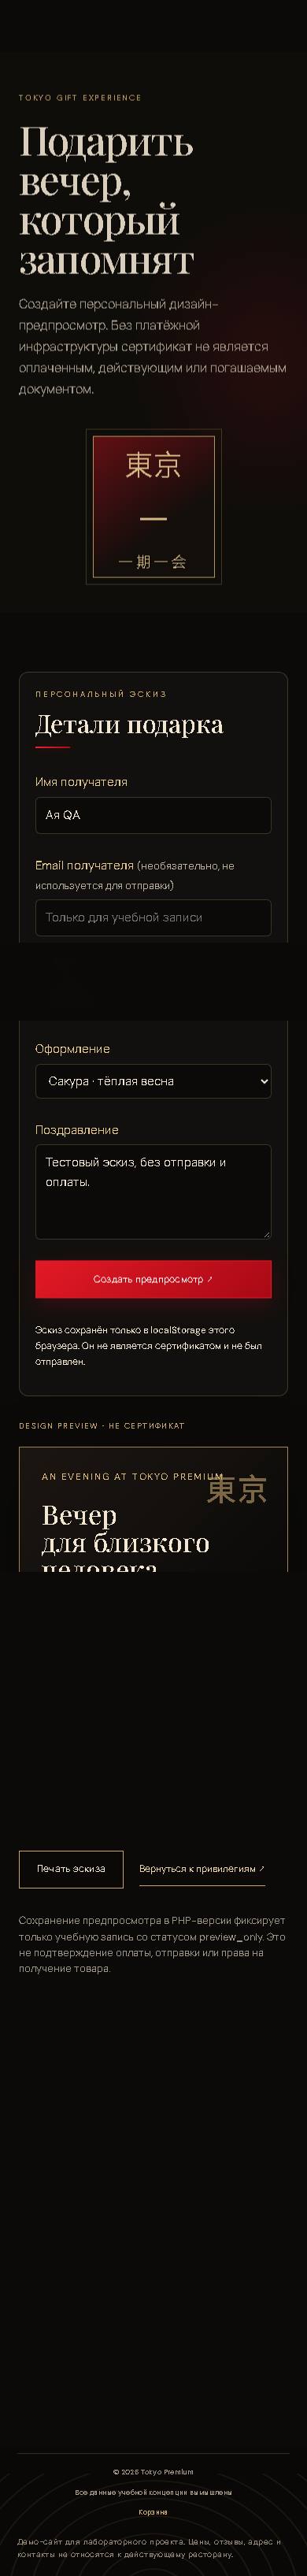 TOKYO GIFT EXPERIENCE
Подарить
вечер,
который
запомнят
Создайте персональный дизайн-
предпросмотр. Без платёжной
инфраструктуры сертификат не является
оплаченным, действующим или погашаемым
документом.
東京
一期一会
ПЕРСОНАЛЬНЫЙ ЭСКИЗ
Детали подарка
Имя получателя
Ая QA
Email получателя (необязательно, не
используется для отправки)
Только для учебной записи
Оформление
Сакура · тёплая весна
Поздравление
Тестовый эскиз, без отправки и
оплаты.
Создать предпросмотр ↗
Эскиз сохранён только в localStorage этого
браузера. Он не является сертификатом и не был
отправлен.
DESIGN PREVIEW · НЕ СЕРТИФИКАТ
AN EVENING AT TOKYO PREMIUM
東京
Вечер
для близкого
человека
Печать эскиза
Вернуться к привилегиям ↗
Сохранение предпросмотра в PHP-версии фиксирует
только учебную запись со статусом preview_only. Это
не подтверждение оплаты, отправки или права на
получение товара.
© 2026 Tokyo Premium
Все данные учебной концепции вымышлены
Корзина
Демо-сайт для лабораторного проекта. Цены, отзывы, адрес и
контакты не относятся к действующему ресторану.